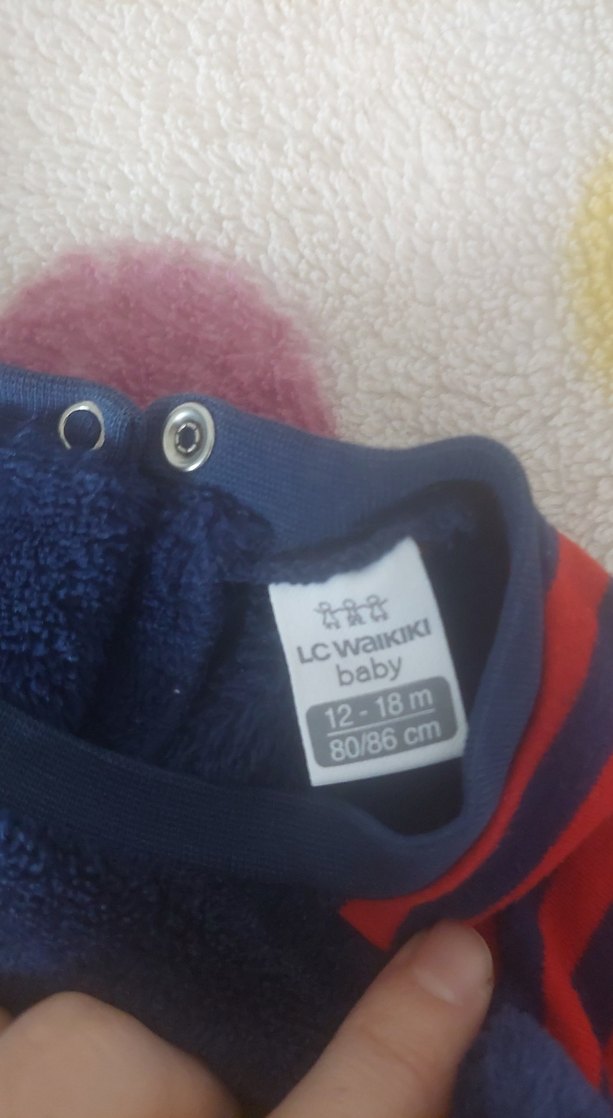 LC WAIKIKI
baby
12 - 18 m
80/86 cm